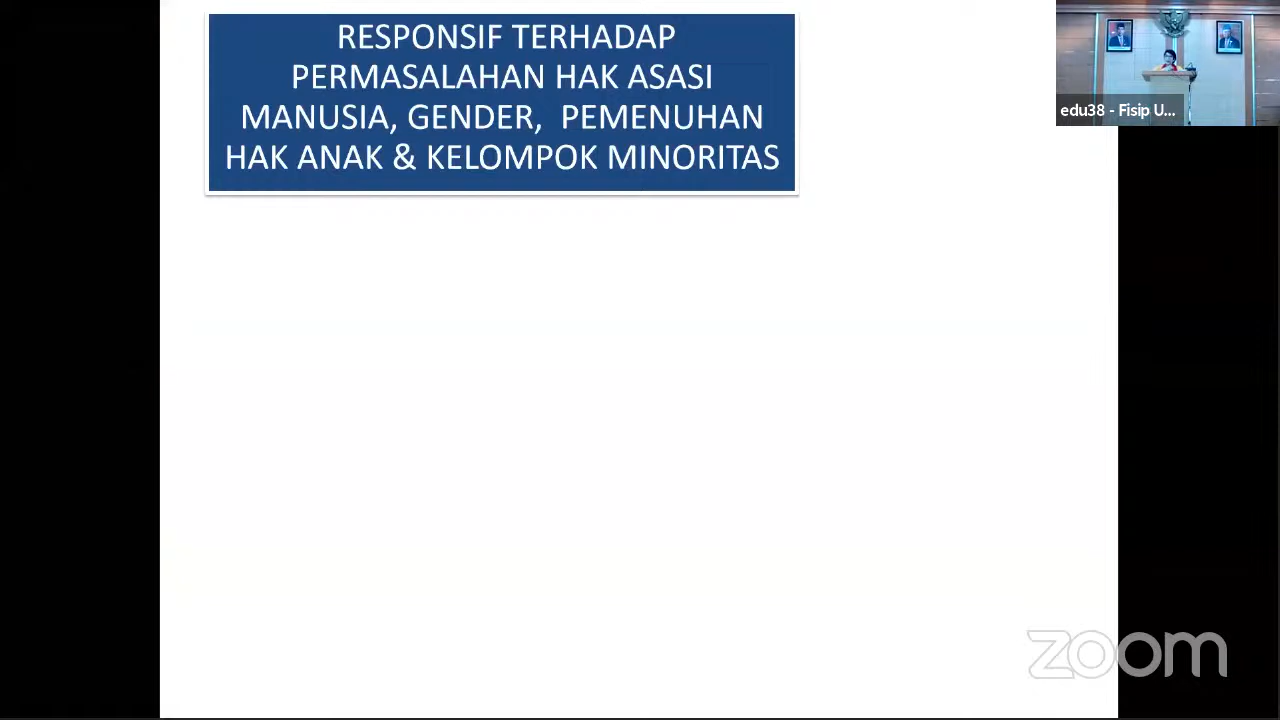 RESPONSIF TERHADAP
PERMASALAHAN HAK ASASI
MANUSIA, GENDER, PEMENUHAN
HAK ANAK & KELOMPOK MINORITAS
edu38 - Fisip U...
zoom